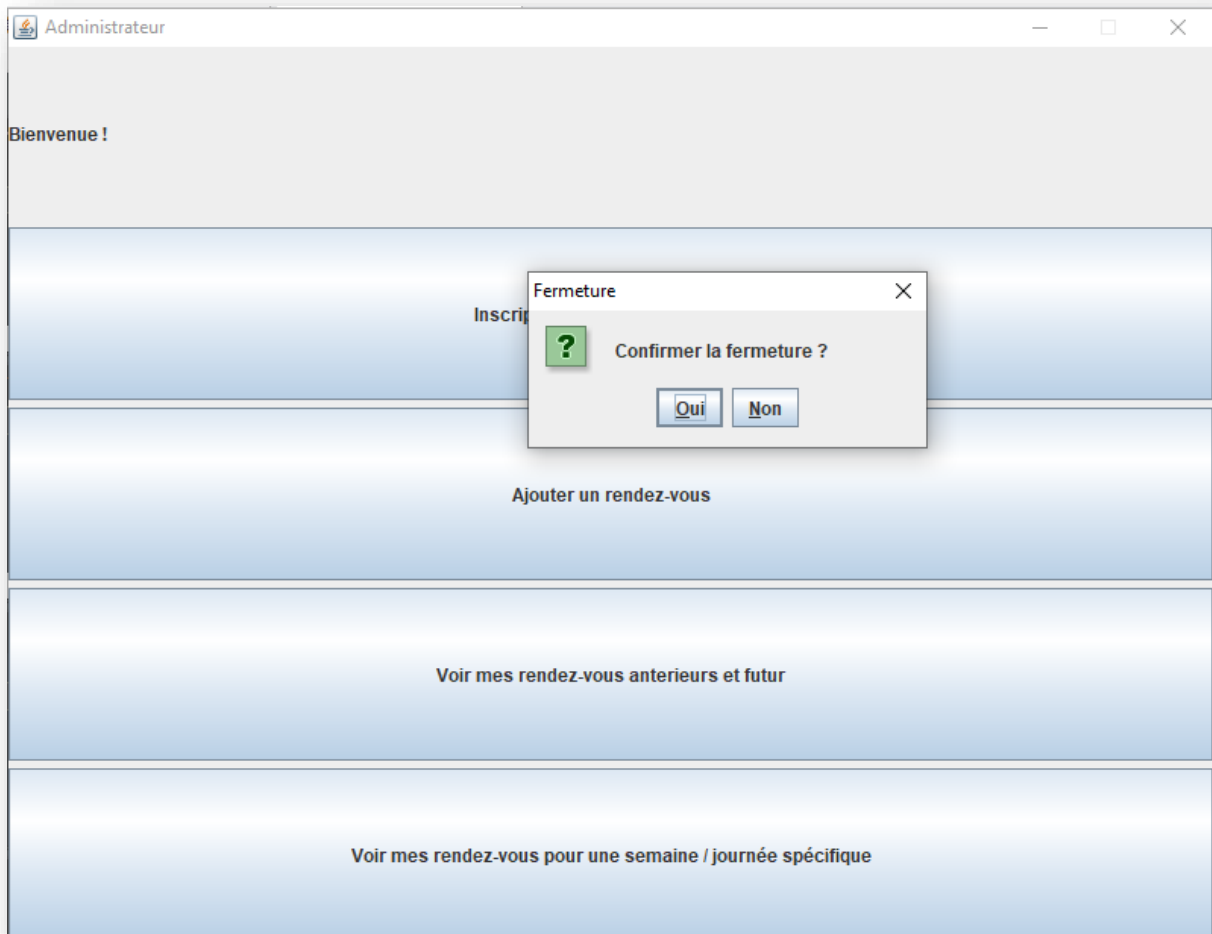 Administrateur
Bienvenue !
Fermeture
Confirmer la fermeture ?
Oui
Non
Ajouter un rendez-vous
Voir mes rendez-vous anterieurs et futur
Voir mes rendez-vous pour une semaine / journée spécifique